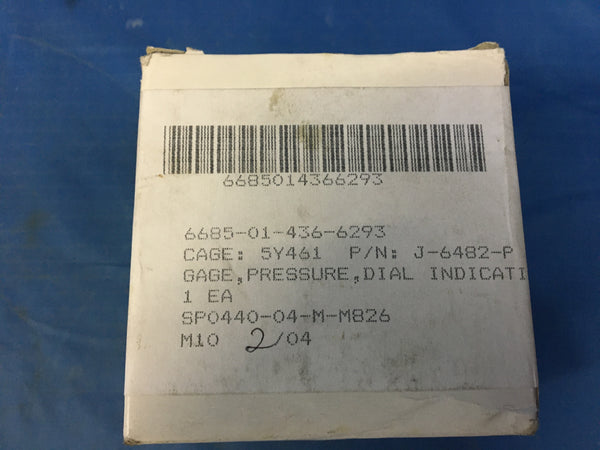 6685014366293
6685-01-436-6293
CAGE: 5Y461 P/N: J-6482-P
GAGE,PRESSURE,DIAL INDICATI
1 EA
SP0440-04-M-M826
M10 2/04